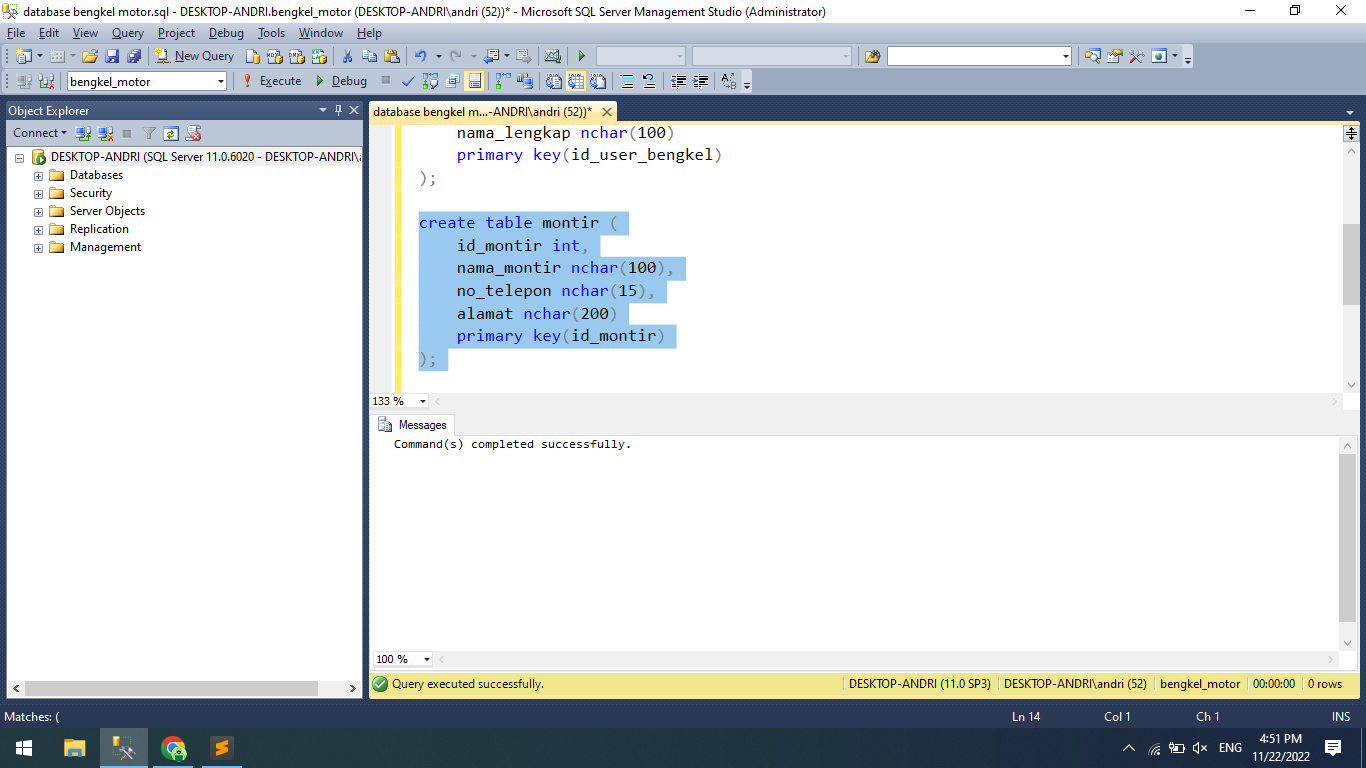 database bengkel motor.sql - DESKTOP-ANDRI.bengkel_motor (DESKTOP-ANDRI\andri (52))* - Microsoft SQL Server Management Studio (Administrator)
File Edit View Query Project Debug Tools Window Help
New Query
bengkel_motor Execute Debug
Object Explorer
Connect
DESKTOP-ANDRI (SQL Server 11.0.6020 - DESKTOP-ANDRI\
Databases
Security
Server Objects
Replication
Management
database bengkel m...-ANDRI\andri (52))*
nama_lengkap nchar(100)
primary key(id_user_bengkel)
);
create table montir (
id_montir int,
nama_montir nchar(100),
no_telepon nchar(15),
alamat nchar(200)
primary key(id_montir)
);
133 %
Messages
Command(s) completed successfully.
100 %
Query executed successfully. DESKTOP-ANDRI (11.0 SP3) DESKTOP-ANDRI\andri (52) bengkel_motor 00:00:00 0 rows
Matches: ( Ln 14 Col 1 Ch 1 INS
ENG
4:51 PM
11/22/2022